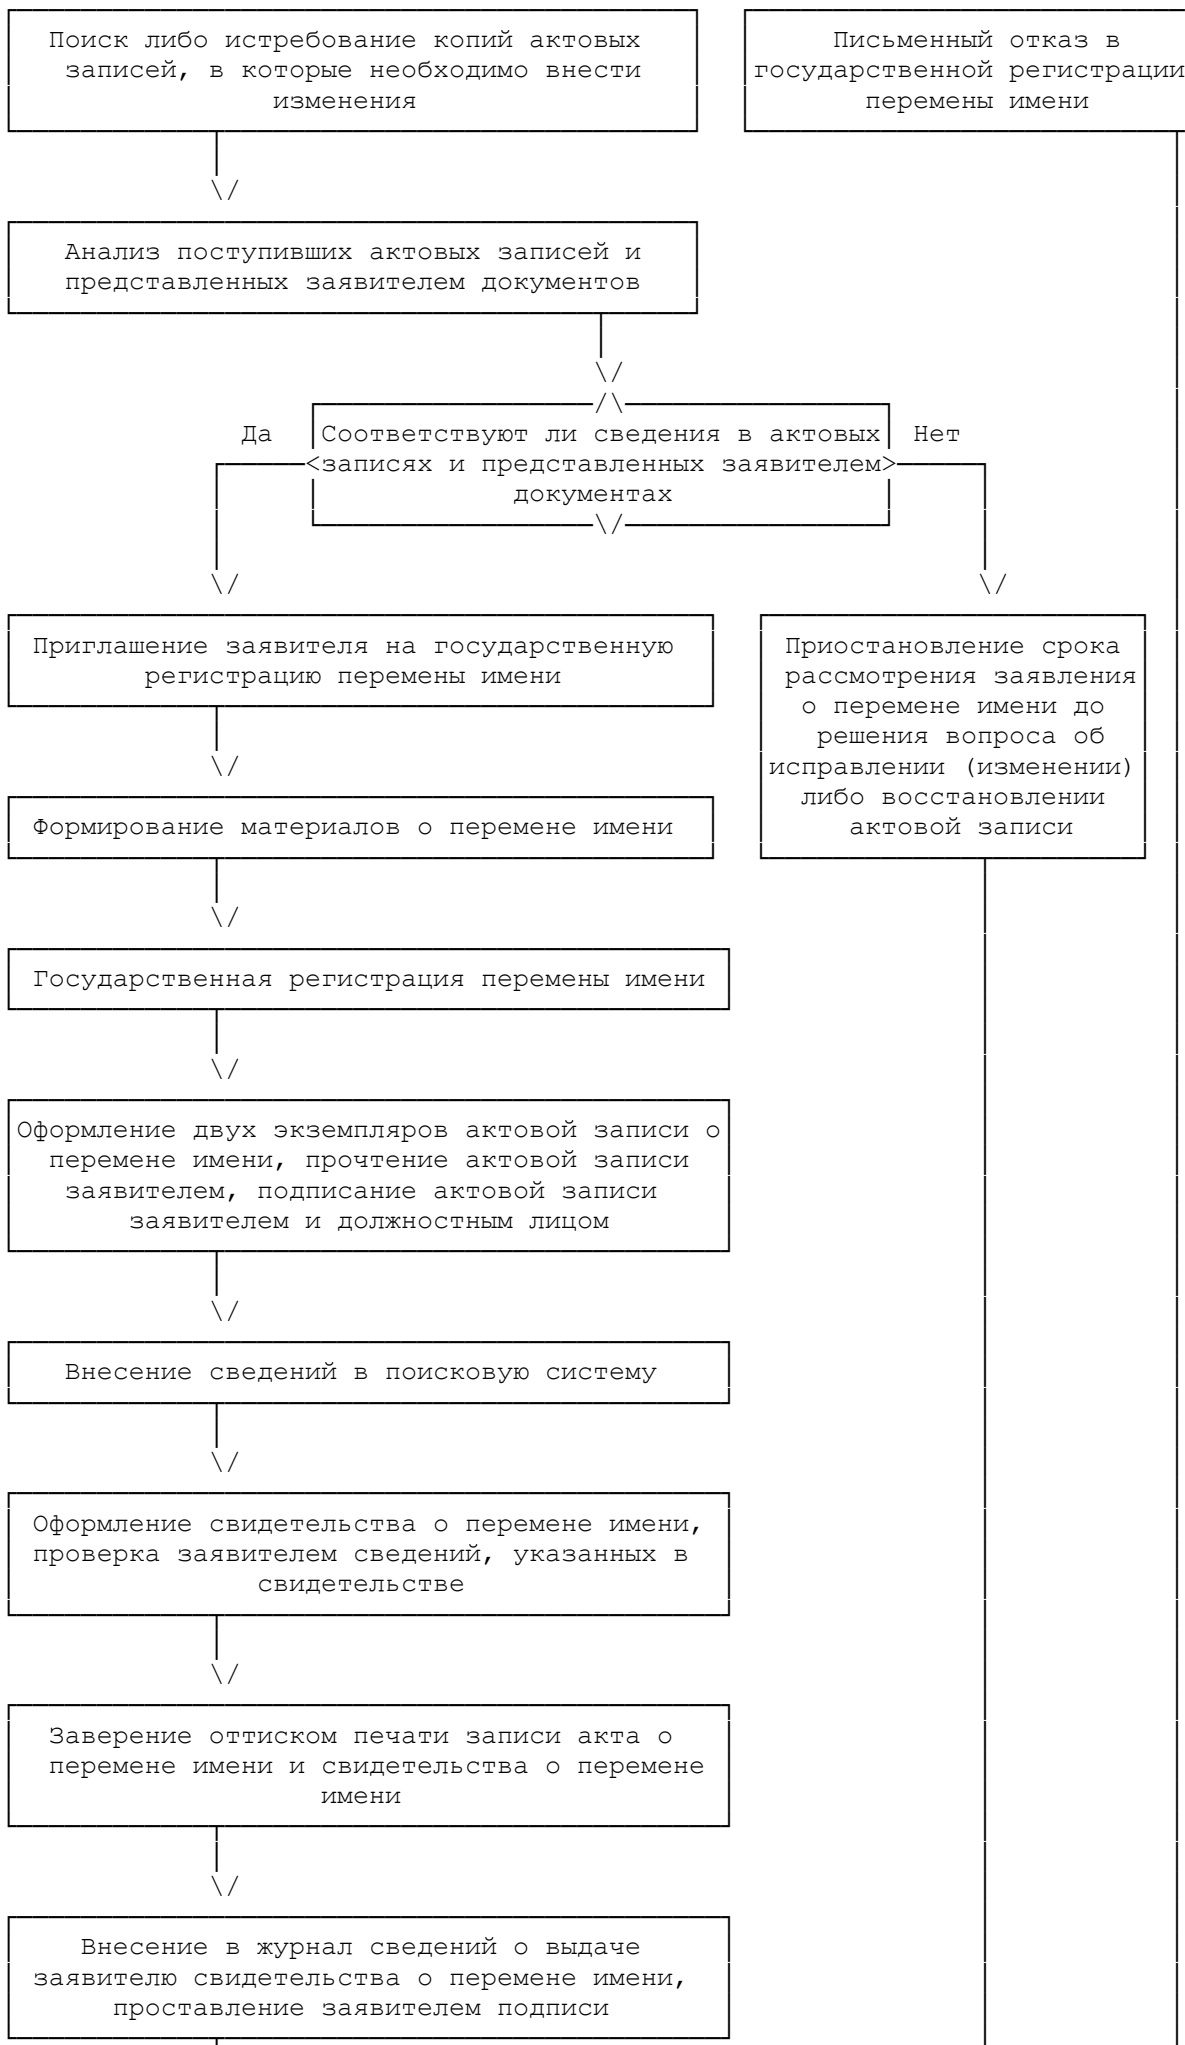 Поиск либо истребование копий актовых
записей, в которые необходимо внести
изменения
Письменный отказ в
государственной регистрации
перемены имени
Анализ поступивших актовых записей и
представленных заявителем документов
Да
Соответствуют ли сведения в актовых
записях и представленных заявителем
документах
Нет
Приглашение заявителя на государственную
регистрацию перемены имени
Приостановление срока
рассмотрения заявления
о перемене имени до
решения вопроса об
исправлении (изменении)
либо восстановлении
актовой записи
Формирование материалов о перемене имени
Государственная регистрация перемены имени
Оформление двух экземпляров актовой записи о
перемене имени, прочтение актовой записи
заявителем, подписание актовой записи
заявителем и должностным лицом
Внесение сведений в поисковую систему
Оформление свидетельства о перемене имени,
проверка заявителем сведений, указанных в
свидетельстве
Заверение оттиском печати записи акта о
перемене имени и свидетельства о перемене
имени
Внесение в журнал сведений о выдаче
заявителю свидетельства о перемене имени,
проставление заявителем подписи